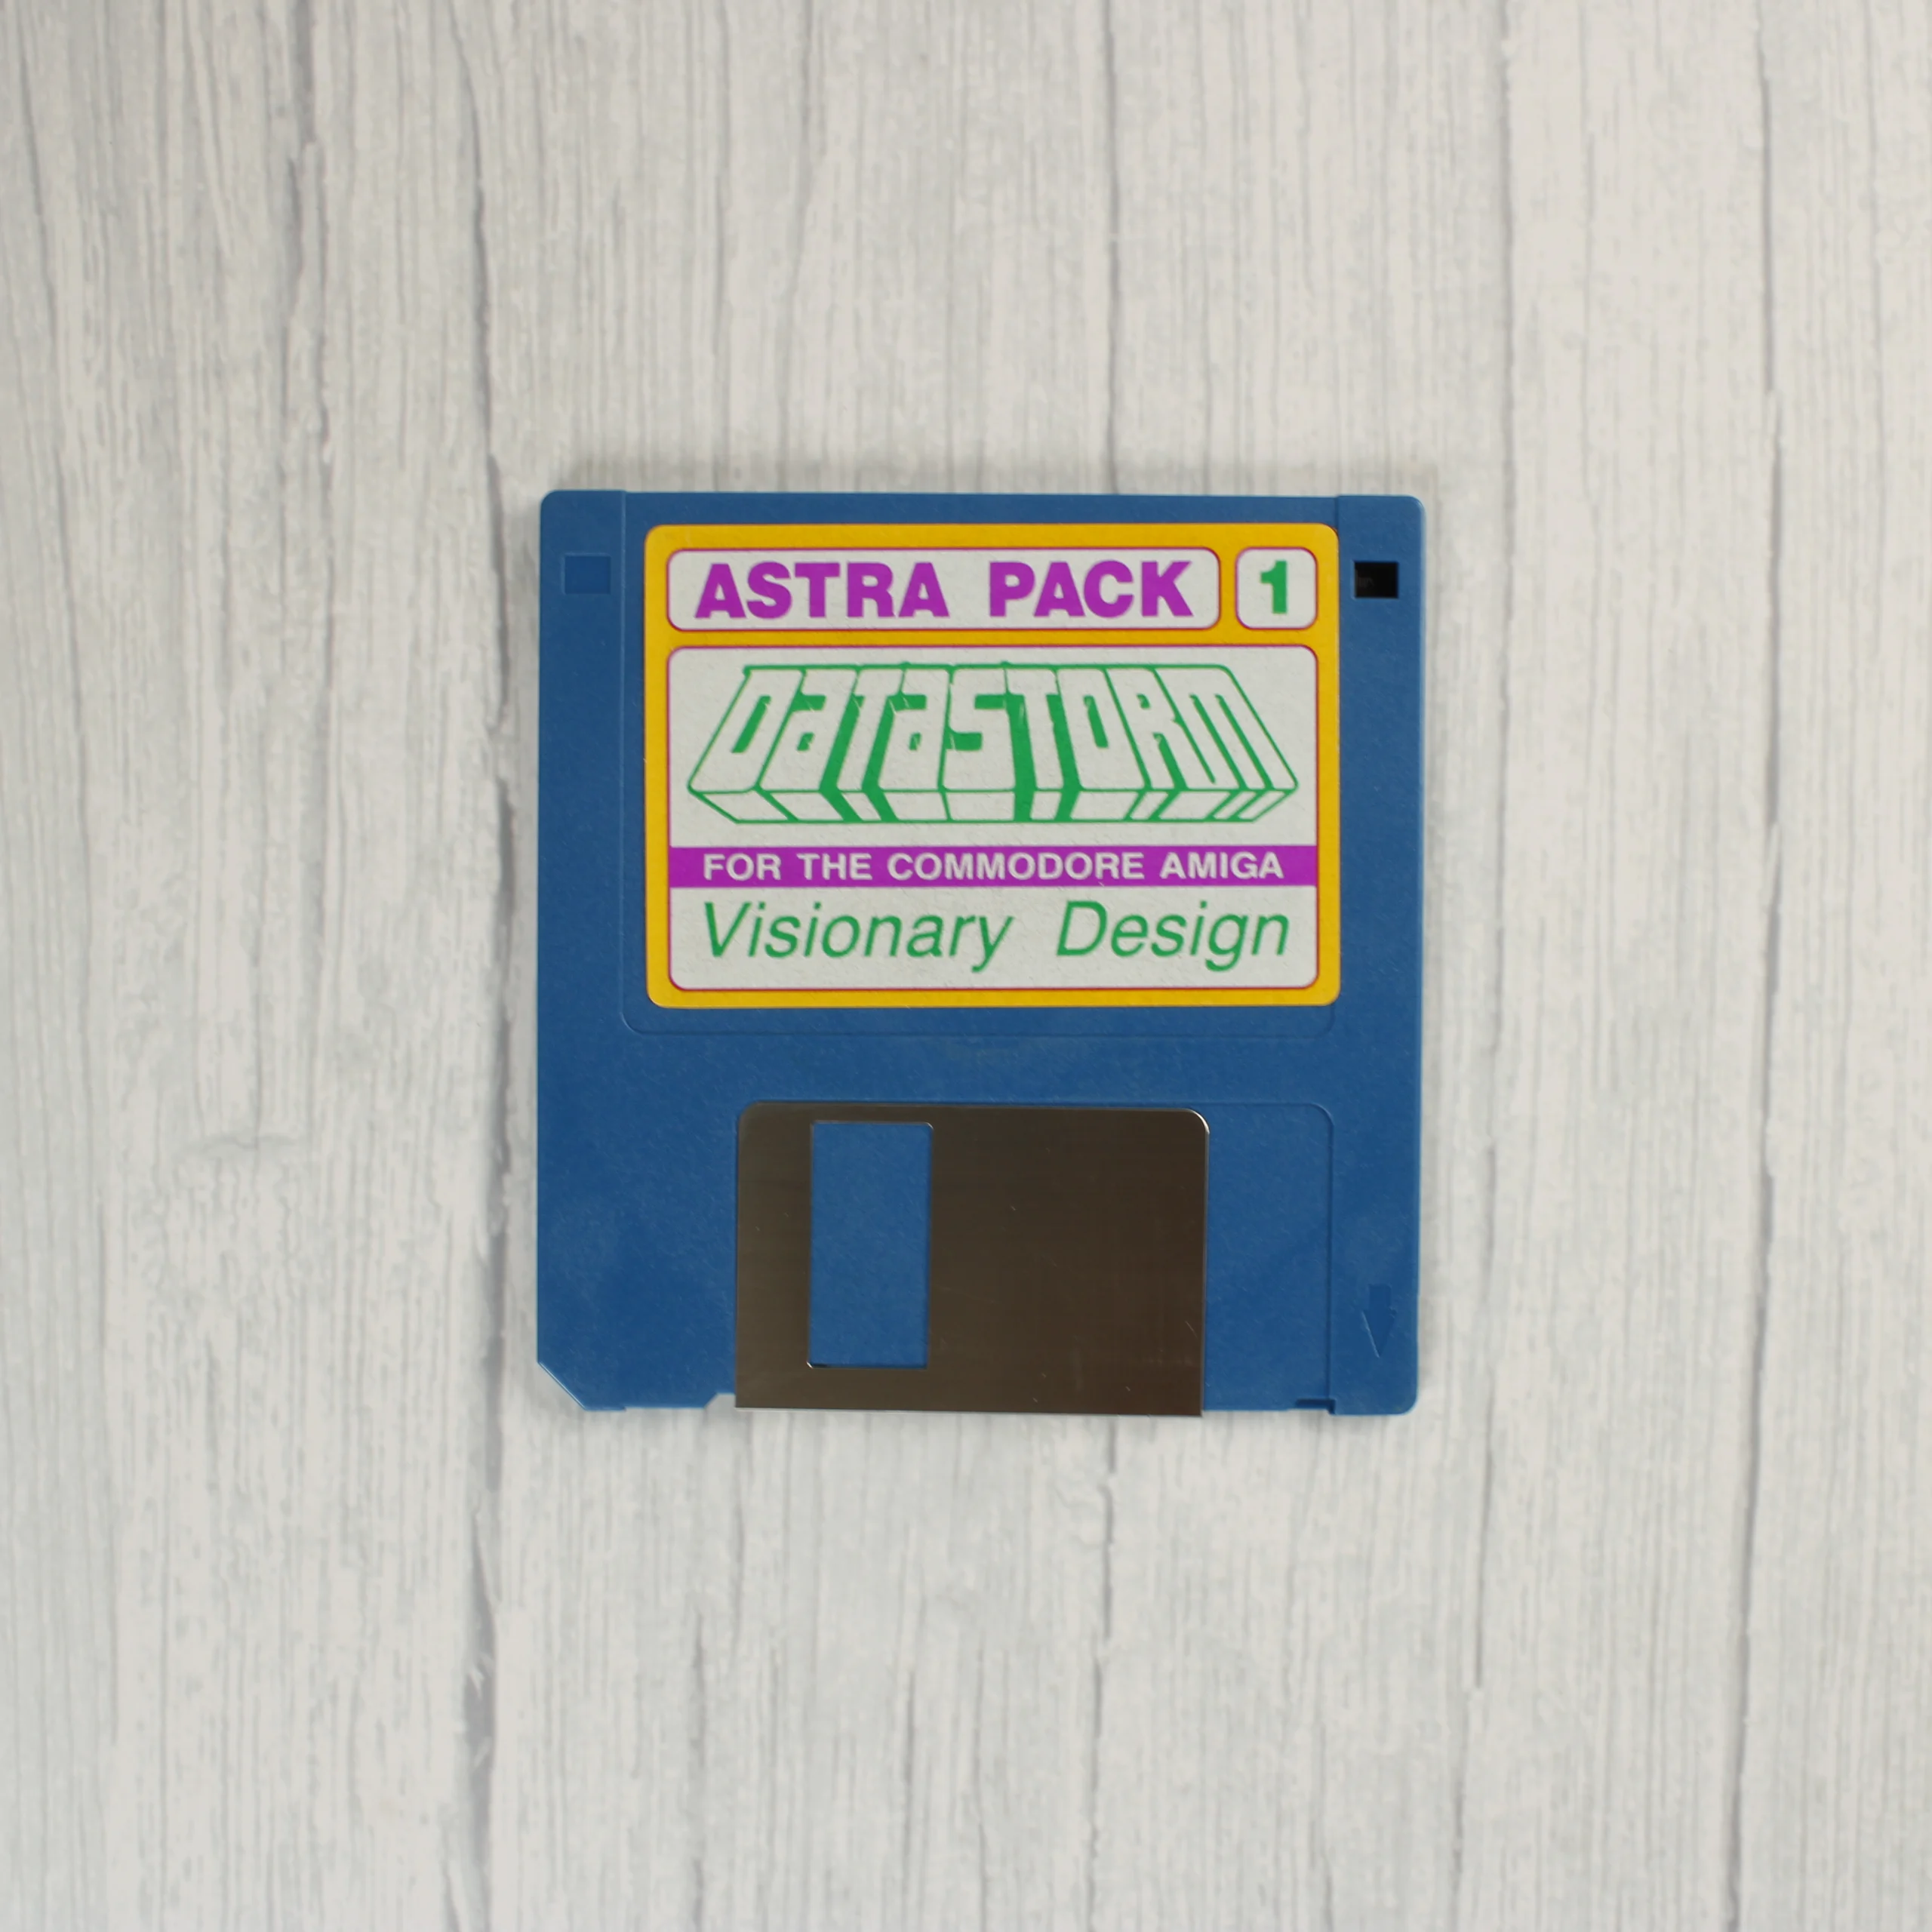 ASTRA PACK 1
DATASTORM
FOR THE COMMODORE AMIGA
Visionary Design